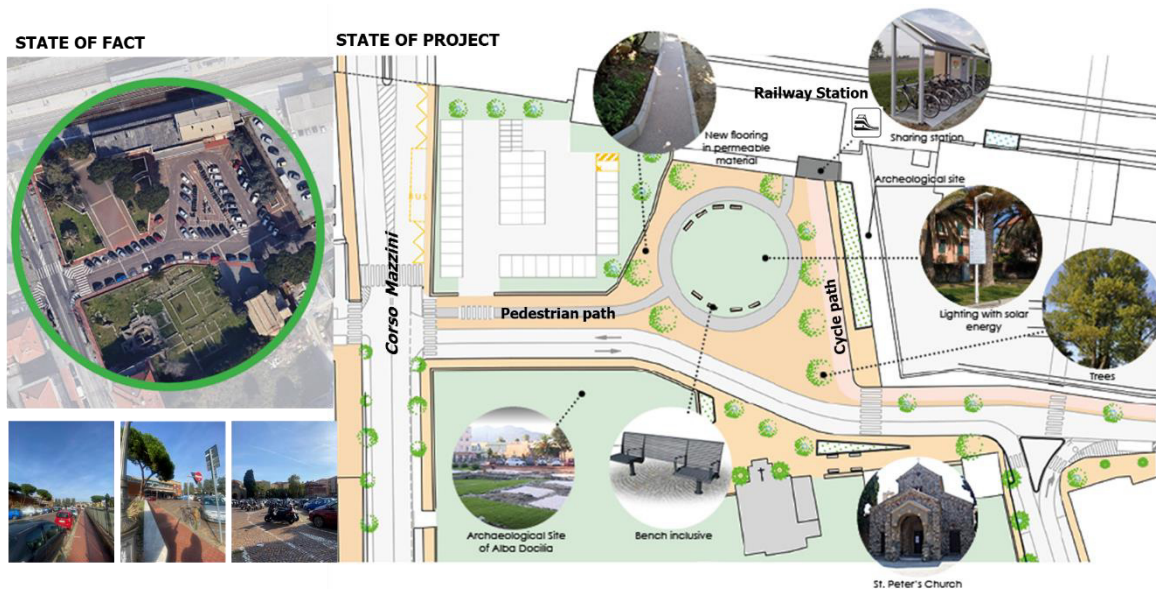 STATE OF FACT
STATE OF PROJECT
Railway Station
Sharing station
New flooring
in permeable
material
Archeological site
Corso Mazzini
Pedestrian path
Cycle path
Lighting with solar
energy
Trees
Archaeological Site
of Alba Docilia
Bench inclusive
St. Peter's Church